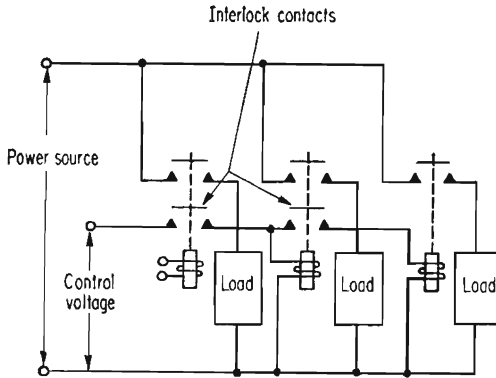 Interlock contacts
Power source
Control
voltage
Load
Load
Load